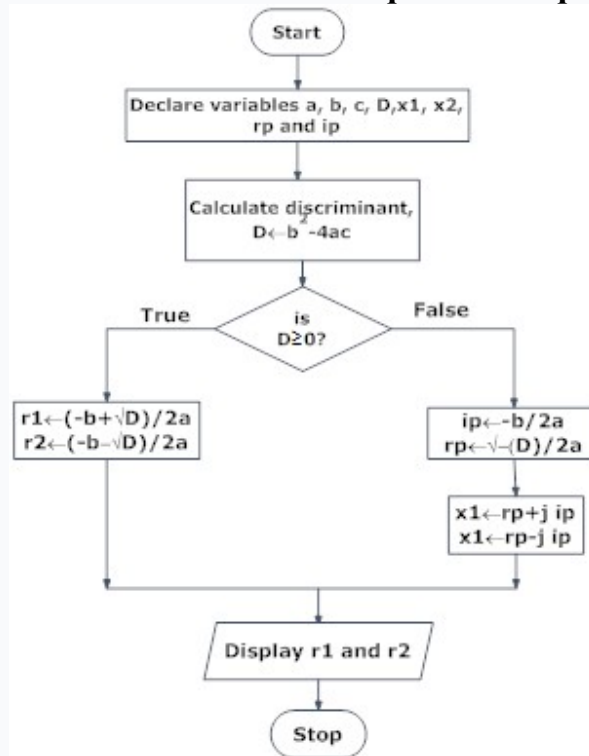 Start
Declare variables a, b, c, D,x1, x2,
rp and ip
Calculate discriminant,
D←b²-4ac
is
D≥0?
True
False
r1←(-b+√D)/2a
r2←(-b-√D)/2a
ip←-b/2a
rp←√-(D)/2a
x1←rp+j ip
x1←rp-j ip
Display r1 and r2
Stop